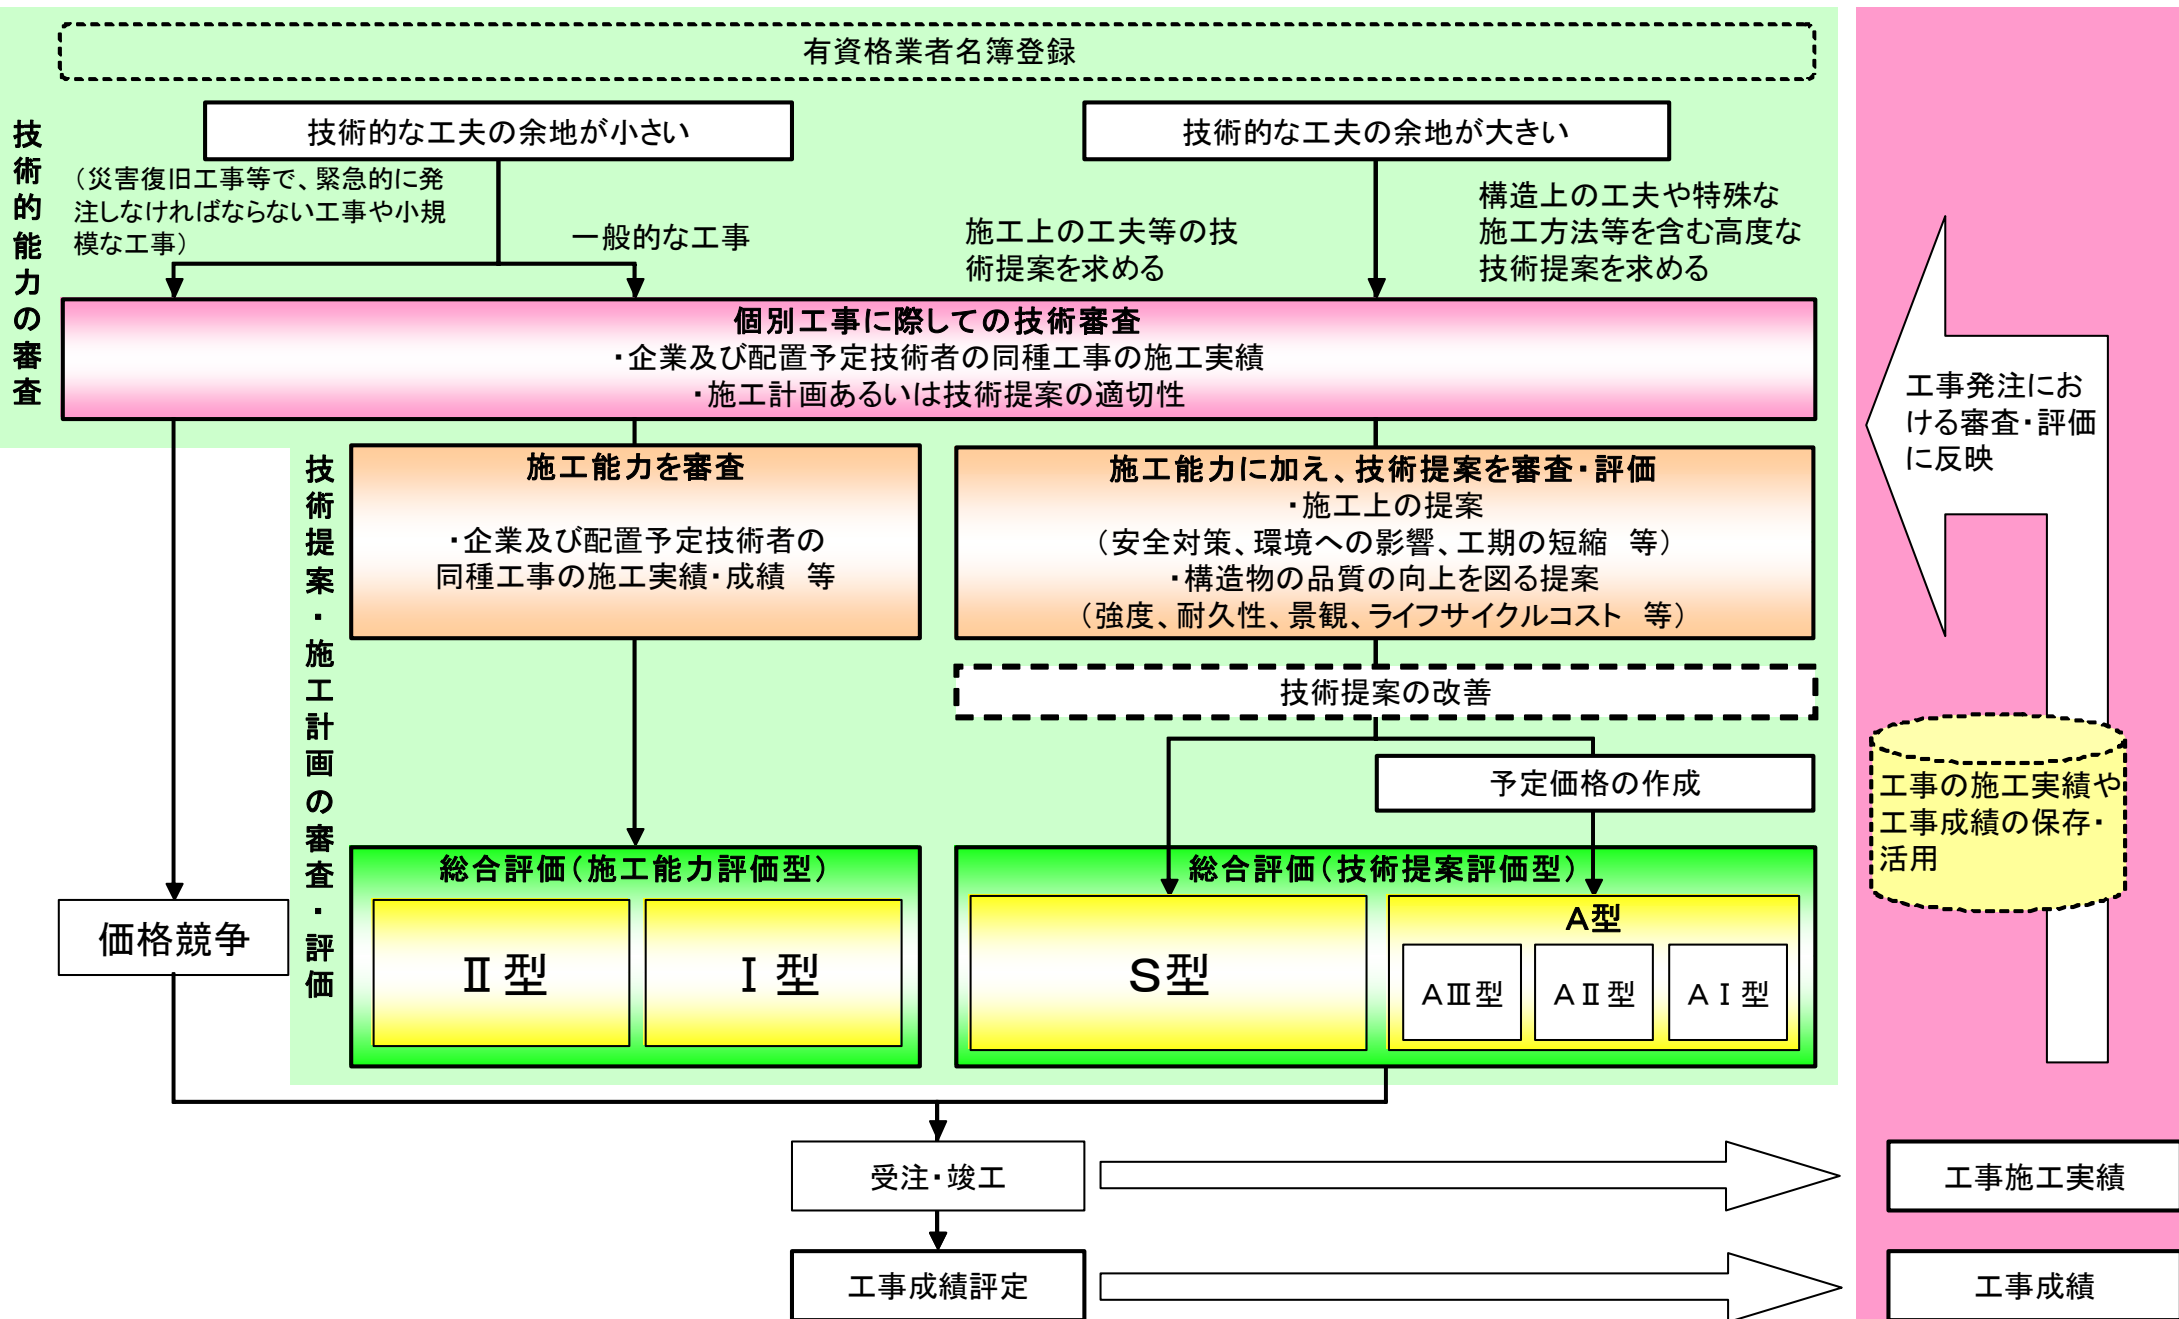 有資格業者名簿登録
技術的能力の審査
技術的な工夫の余地が小さい
技術的な工夫の余地が大きい
（災害復旧工事等で、緊急的に発
注しなければならない工事や小規
模な工事）
一般的な工事
施工上の工夫等の技
術提案を求める
構造上の工夫や特殊な
施工方法等を含む高度な
技術提案を求める
個別工事に際しての技術審査
・企業及び配置予定技術者の同種工事の施工実績
・施工計画あるいは技術提案の適切性
技術提案・施工計画の審査・評価
施工能力を審査
・企業及び配置予定技術者の
同種工事の施工実績・成績　等
施工能力に加え、技術提案を審査・評価
・施工上の提案
（安全対策、環境への影響、工期の短縮　等）
・構造物の品質の向上を図る提案
（強度、耐久性、景観、ライフサイクルコスト　等）
技術提案の改善
予定価格の作成
価格競争
総合評価（施工能力評価型）
Ⅱ型
Ⅰ型
総合評価（技術提案評価型）
S型
A型
AⅢ型
AⅡ型
AⅠ型
受注・竣工
工事成績評定
工事発注にお
ける審査・評価
に反映
工事の施工実績や
工事成績の保存・
活用
工事施工実績
工事成績